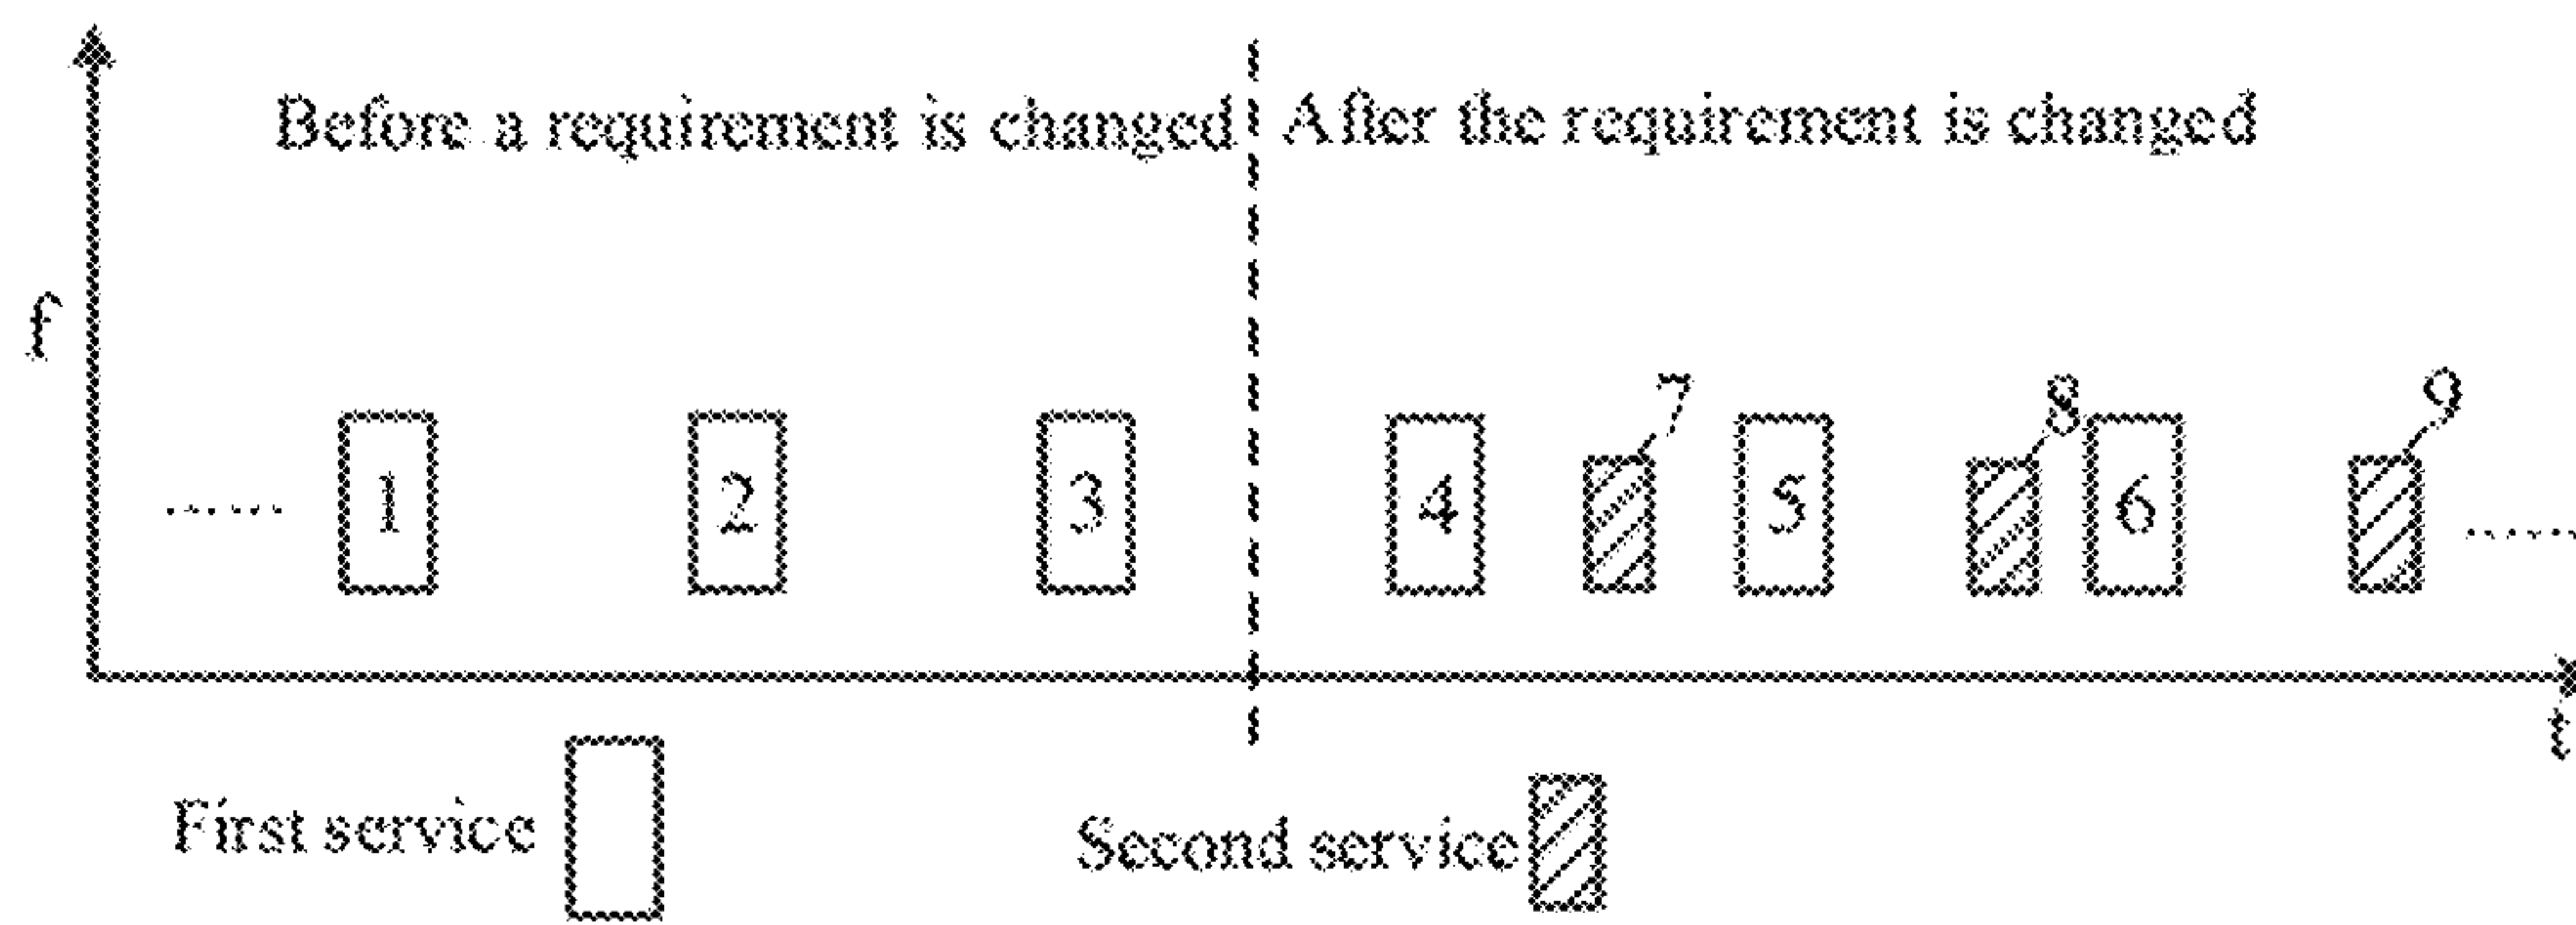 Before a requirement is changed After the requirement is changed
f
7 8 9
...... 1 2 3 4 5 6 ......
t
First service Second service